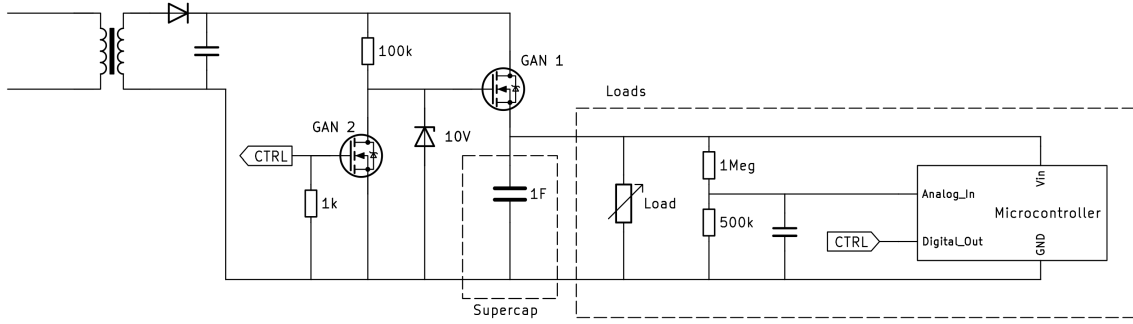 GAN 1
100k
Loads
GAN 2
10V
CTRL
1Meg
Vin
1k
1F
Load
Analog_In
Microcontroller
500k
CTRL
Digital_Out
GND
Supercap